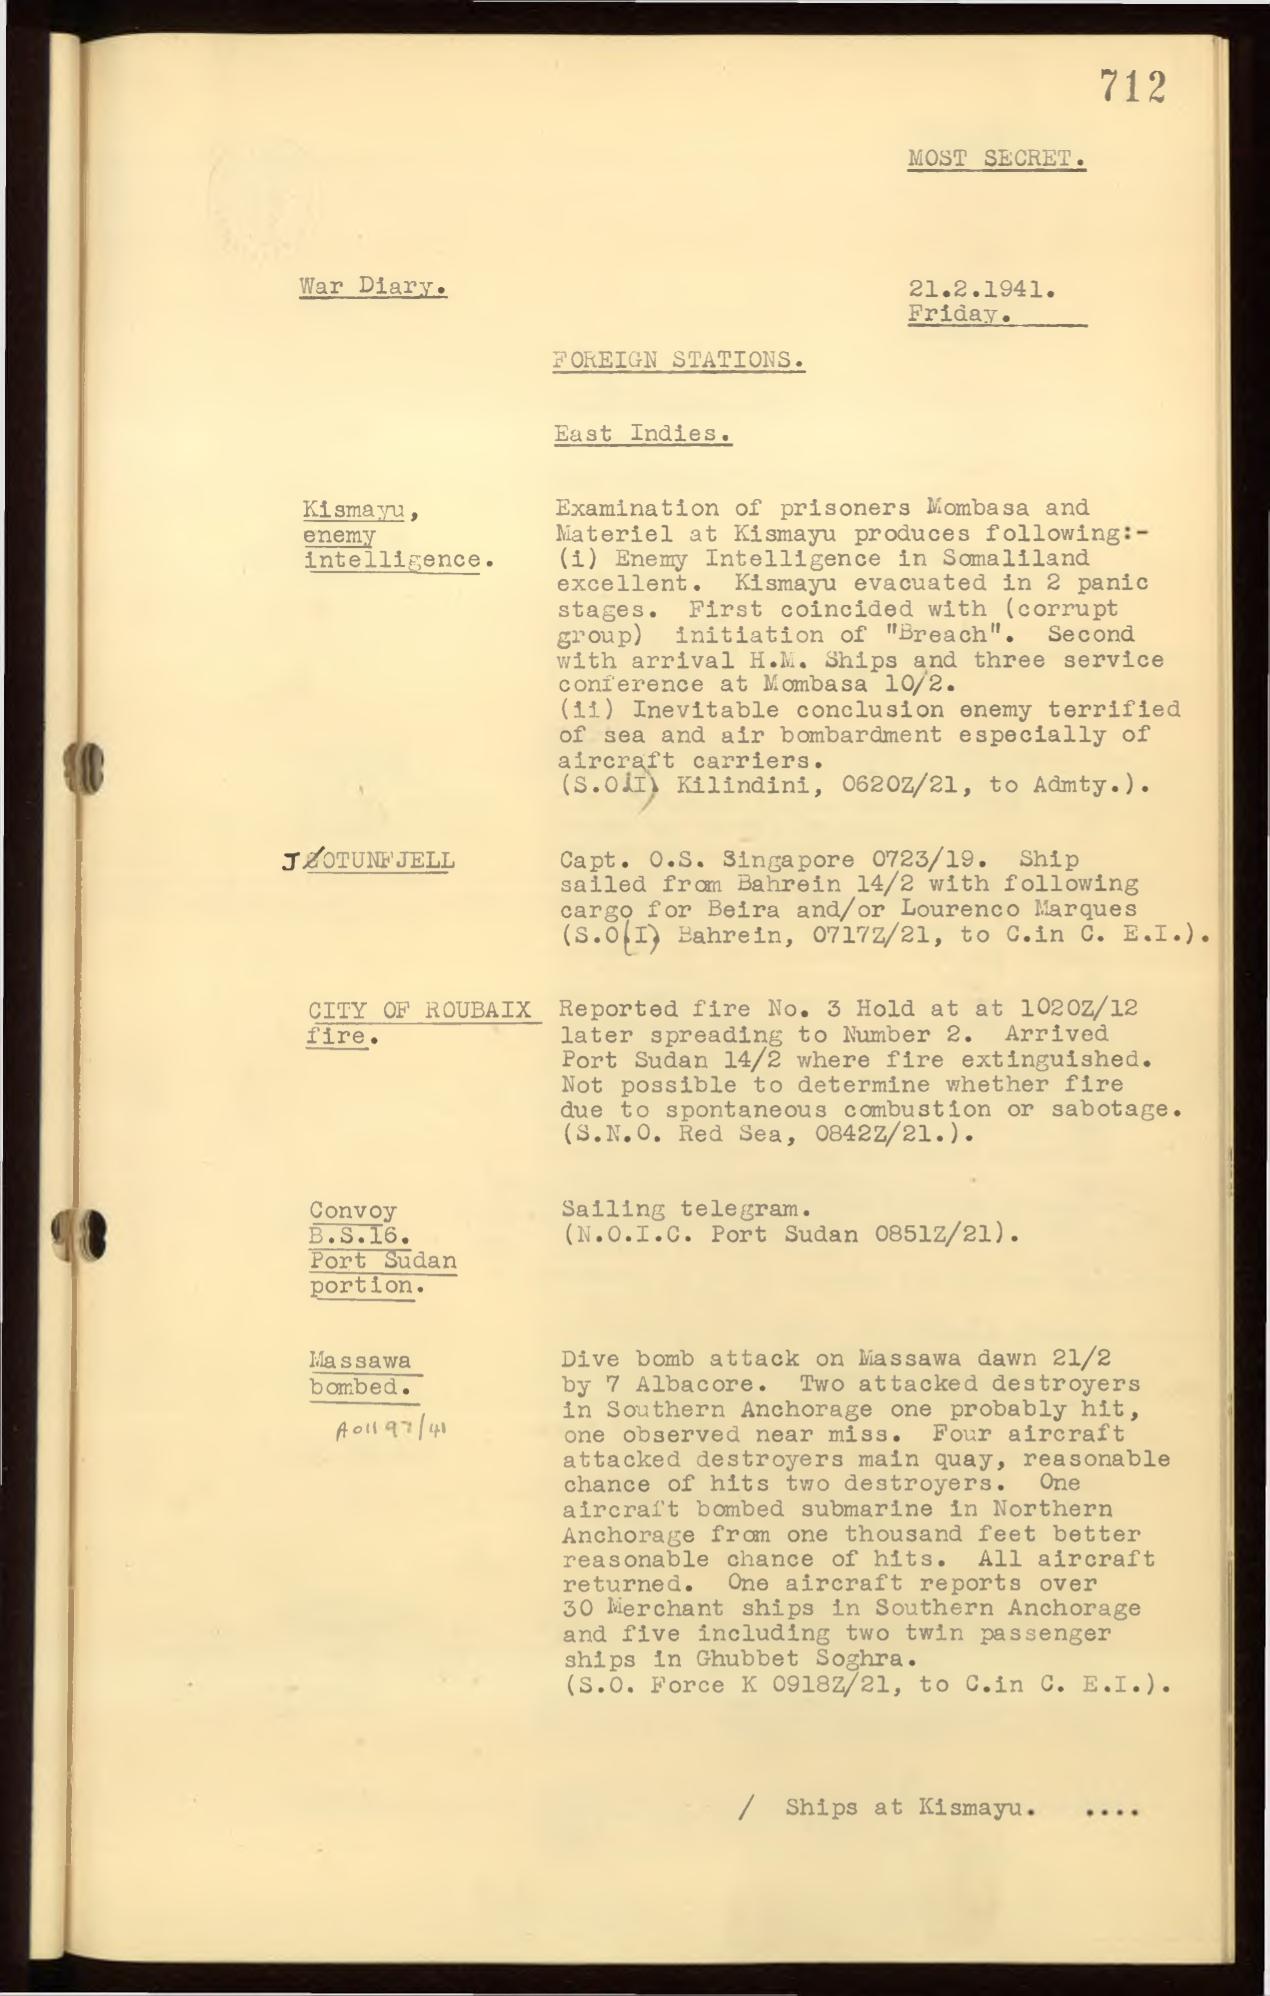 712
MOST SECRET.
War Diary.
21.2.1941.
Friday.
FOREIGN STATIONS.
East Indies.
Kismayu,
enemy
intelligence.
Examination of prisoners Mombasa and
Materiel at Kismayu produces following:-
(i) Enemy Intelligence in Somaliland
excellent. Kismayu evacuated in 2 panic
stages. First coincided with (corrupt
group) initiation of "Breach". Second
with arrival H.M. Ships and three service
conference at Mombasa 10/2.
(ii) Inevitable conclusion enemy terrified
of sea and air bombardment especially of
aircraft carriers.
(S.O.(I) Kilindini, 0620Z/21, to Admty.).
JOTUNFJELL
Capt. O.S. Singapore 0723/19. Ship
sailed from Bahrein 14/2 with following
cargo for Beira and/or Lourenco Marques
(S.O(I) Bahrein, 0717Z/21, to C.in C. E.I.).
CITY OF ROUBAIX
fire.
Reported fire No. 3 Hold at at 1020Z/12
later spreading to Number 2. Arrived
Port Sudan 14/2 where fire extinguished.
Not possible to determine whether fire
due to spontaneous combustion or sabotage.
(S.N.O. Red Sea, 0842Z/21.).
Convoy
B.S.16.
Port Sudan
portion.
Sailing telegram.
(N.O.I.C. Port Sudan 0851Z/21).
Massawa
bombed.
Dive bomb attack on Massawa dawn 21/2
by 7 Albacore. Two attacked destroyers
in Southern Anchorage one probably hit,
one observed near miss. Four aircraft
attacked destroyers main quay, reasonable
chance of hits two destroyers. One
aircraft bombed submarine in Northern
Anchorage from one thousand feet better
reasonable chance of hits. All aircraft
returned. One aircraft reports over
30 Merchant ships in Southern Anchorage
and five including two twin passenger
ships in Ghubbet Soghra.
(S.O. Force K 0918Z/21, to C.in C. E.I.).
/ Ships at Kismayu. ....